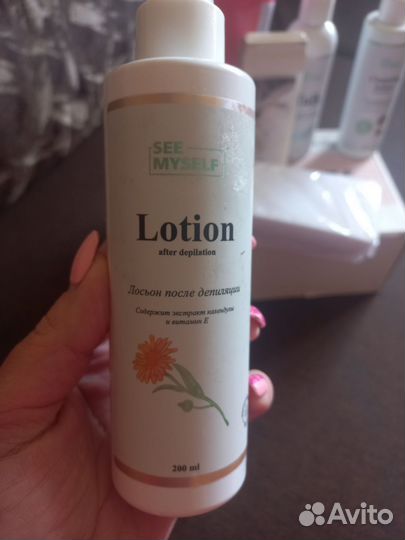 SEE
MYSELF
Lotion
after depilation
Лосьон после депиляции
Содержит экстракт календулы
и витамин Е
200 ml
Avito